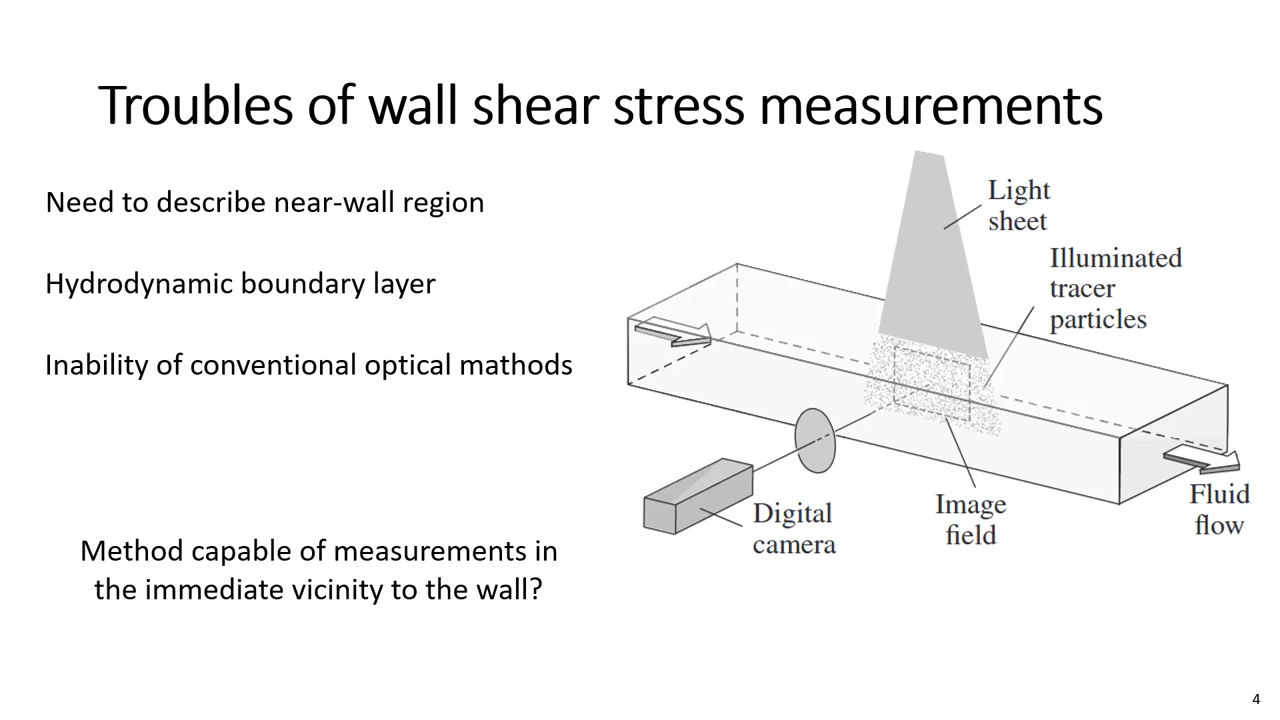 Troubles of wall shear stress measurements
Need to describe near-wall region
Hydrodynamic boundary layer
Inability of conventional optical mathods
Method capable of measurements in
the immediate vicinity to the wall?
Light
sheet
Illuminated
tracer
particles
Digital
camera
Image
field
Fluid
flow
4